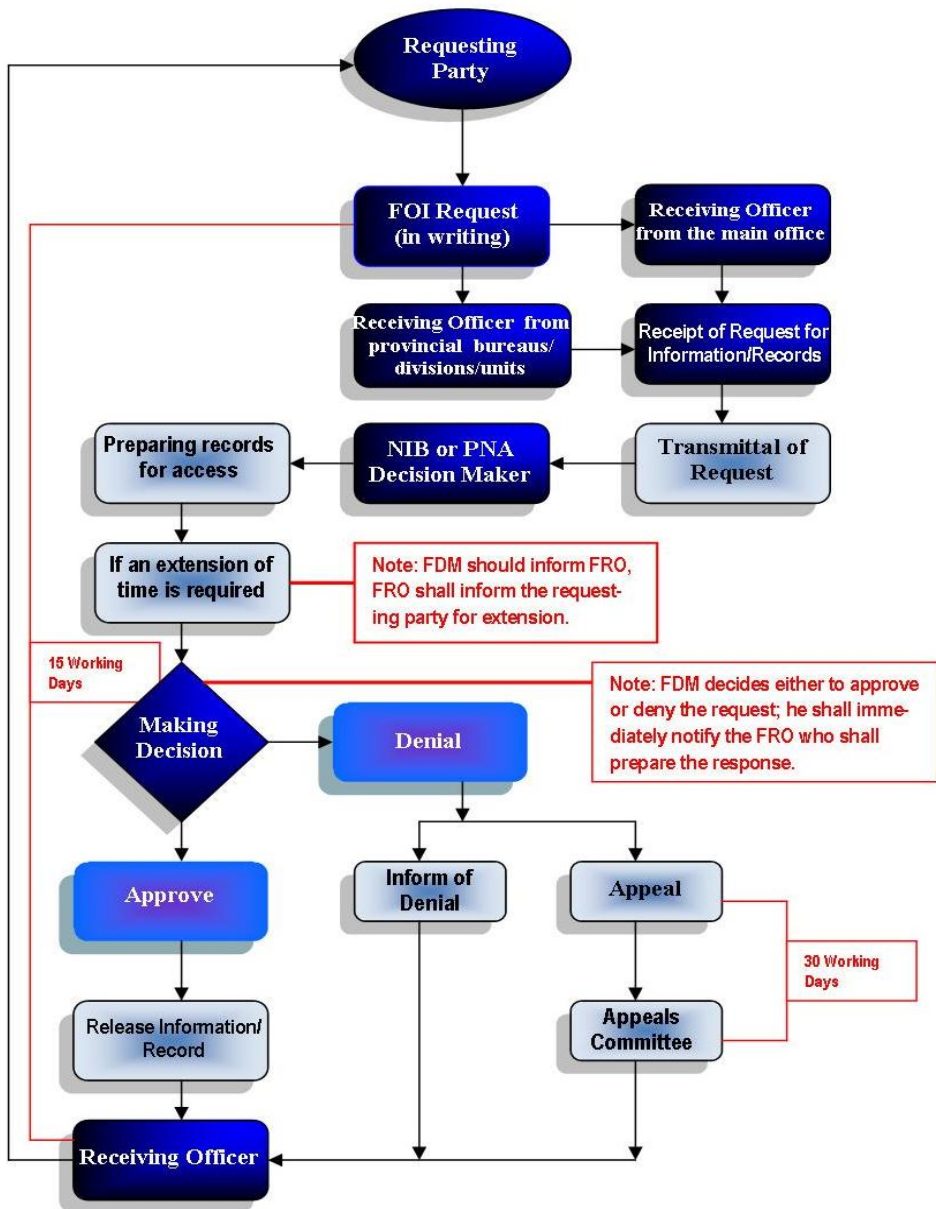 Requesting
Party
FOI Request
(in writing)
Receiving Officer
from the main office
Receiving Officer from
provincial bureaus/
divisions/units
Receipt of Request for
Information/Records
Preparing records
for access
NIB or PNA
Decision Maker
Transmittal of
Request
If an extension of
time is required
Note: FDM should inform FRO,
FRO shall inform the request-
ing party for extension.
15 Working
Days
Making
Decision
Denial
Note: FDM decides either to approve
or deny the request; he shall imme-
diately notify the FRO who shall
prepare the response.
Approve
Inform of
Denial
Appeal
30 Working
Days
Release Information/
Record
Appeals
Committee
Receiving Officer